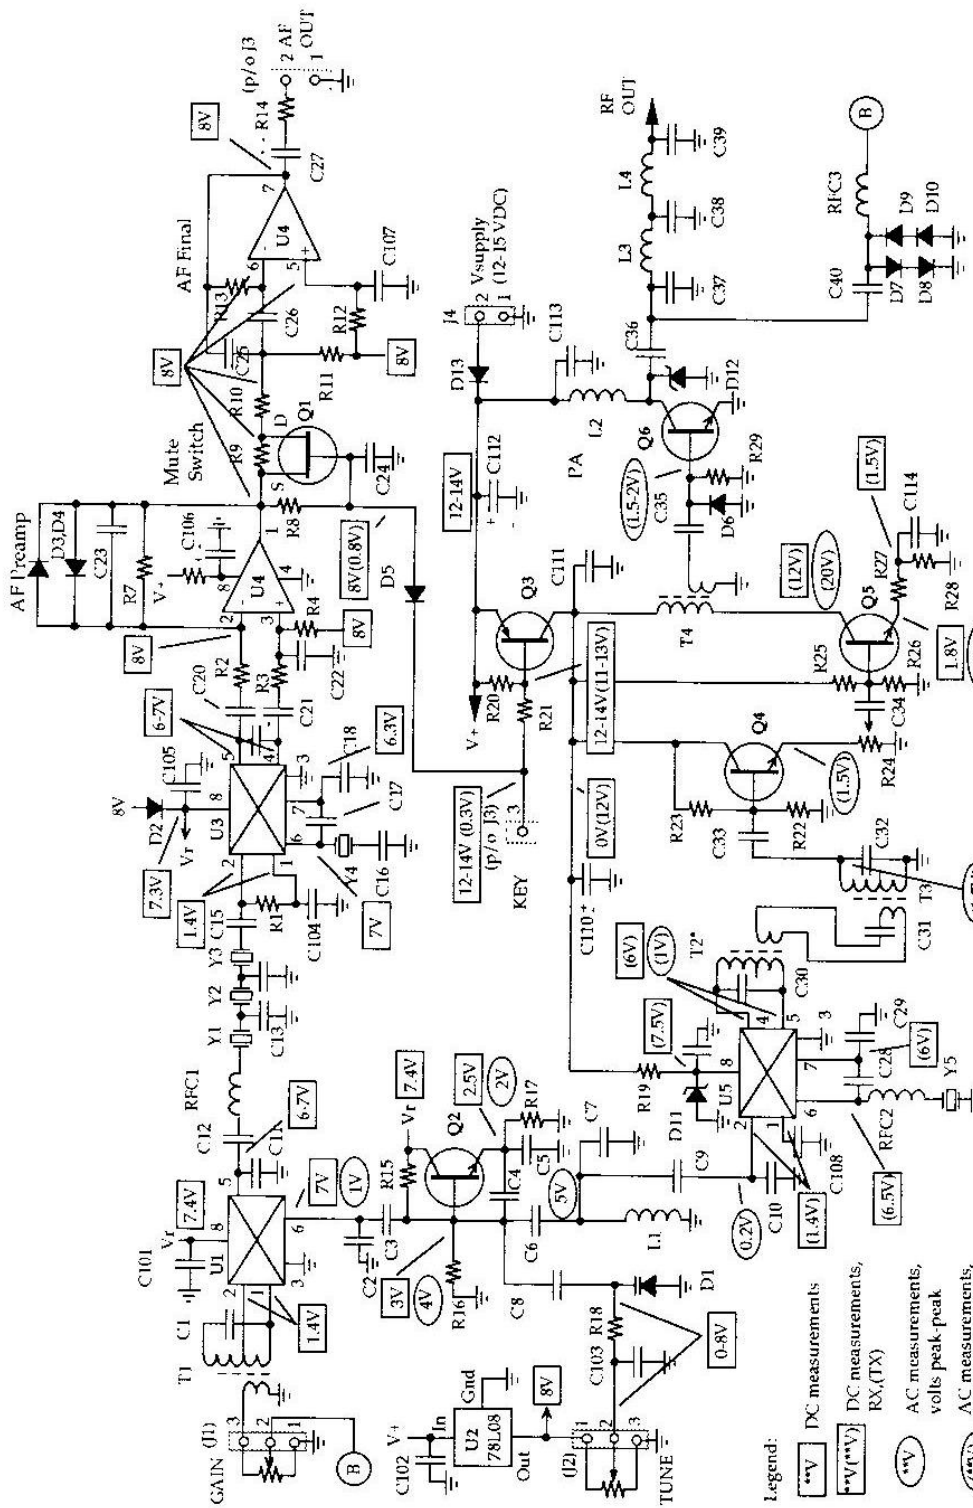 GAIN (J1)
3
2
1
B
T1
C1
2
1
1.4V
C101
Vr
7.4V
8
U1
5
6
3
C11
C12
6-7V
RFC1
Y1
Y2
Y3
C13
C15
1.4V
7.3V
R1
C104
7V
8V
D2
Vr
C105
8
U3
2
1
5
4
6
7
3
Y4
C16
C17
C18
6.3V
6-7V
C20
C21
8V
R2
R3
C22
R4
8V
2
3
8
4
1
U4
V+
C106
R7
C23
D3,D4
AF Preamp
R8
8V(0.8V)
D5
C24
Mute
Switch
R9
S
D
Q1
R10
8V
R11
C25
C26
R12
8V
R13
AF Final
6
5
7
U4
C107
8V
C27
R14
(p/o J3
2 AF
OUT
1
7V
1V
C2
C3
3V
4V
R16
R15
7.4V
Vr
Q2
2.5V
2V
R17
C4
C5
C6
5V
C7
L1
C8
C9
0.2V
C10
C108
(1.4V)
D1
R18
C103
0-8V
V+
C102
In
U2
78L08
Gnd
Out
8V
(J2)
1
2
3
TUNE
R19
D11
(7.5V)
8
U5
2
1
4
5
6
7
3
(6V)
(1V)
T2*
C30
C31
T3
C32
C28
C29
(6V)
RFC2
(6.5V)
Y5
C110 +
0V(12V)
12-14V(11-13V)
KEY
3
(p/o J3)
12-14V (0.3V)
R21
R20
V+
Q3
C111
12-14V
+ C112
D13
J4
2
1
Vsupply
(12-15 VDC)
C113
L2
PA
Q6
(1.5-2V)
C35
D6
R29
D12
C36
C37
L3
C38
L4
C39
RF
OUT
C40
D7
D8
D9
D10
RFC3
B
T4
(12V)
(20V)
Q5
(1.5V)
R27
C114
R28
1.8V
R25
R26
C34
R24
Q4
(1.5V)
R23
C33
R22
Legend:
**V
DC measurements
**V(**V)
DC measurements,
RX,(TX)
**V
AC measurements,
volts peak-peak
AC measurements,